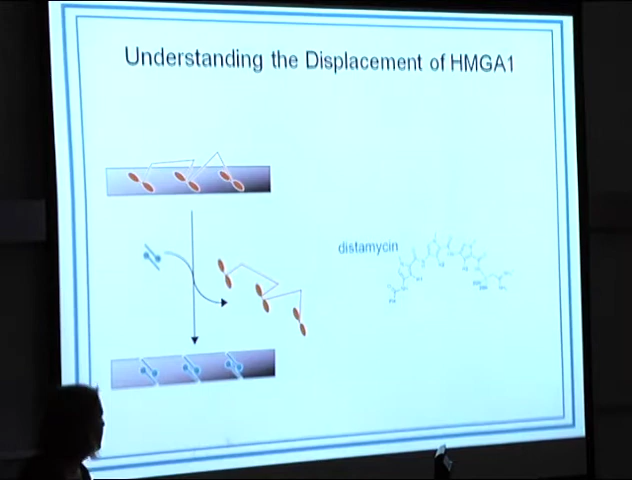 Understanding the Displacement of HMGA1
distamycin